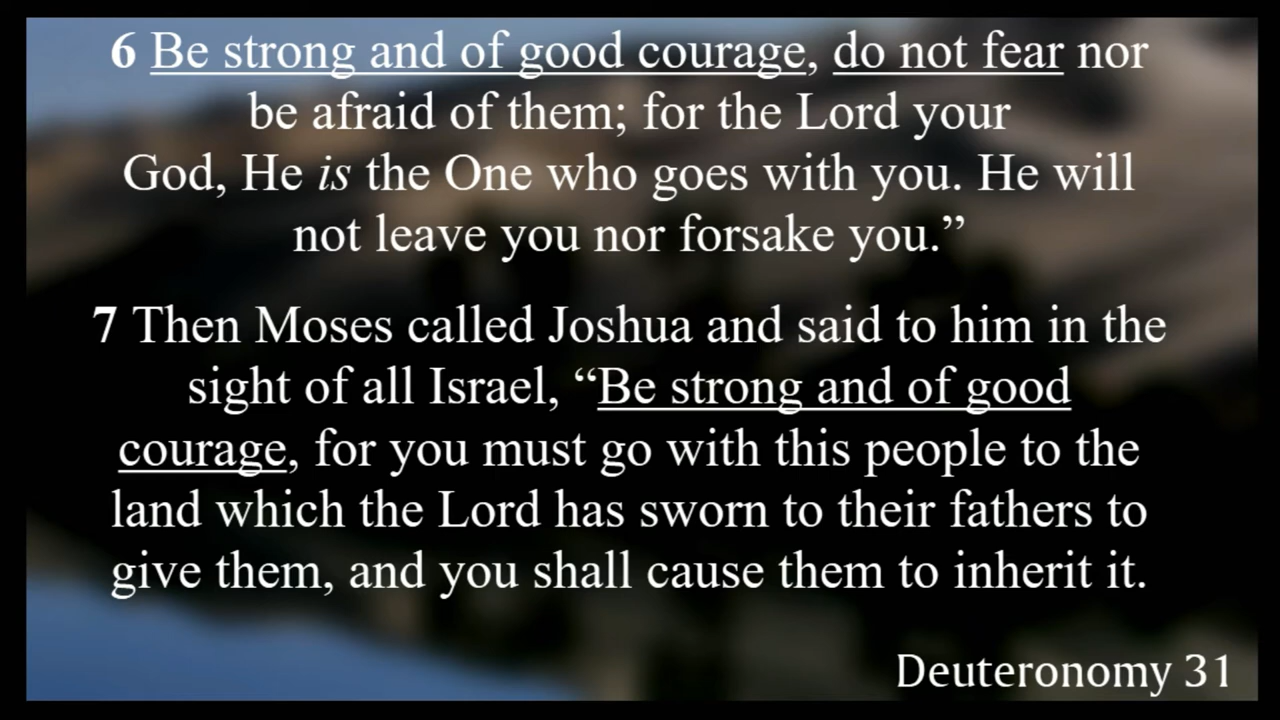 6 Be strong and of good courage, do not fear nor
be afraid of them; for the Lord your
God, He is the One who goes with you. He will
not leave you nor forsake you.”
7 Then Moses called Joshua and said to him in the
sight of all Israel, “Be strong and of good
courage, for you must go with this people to the
land which the Lord has sworn to their fathers to
give them, and you shall cause them to inherit it.
Deuteronomy 31